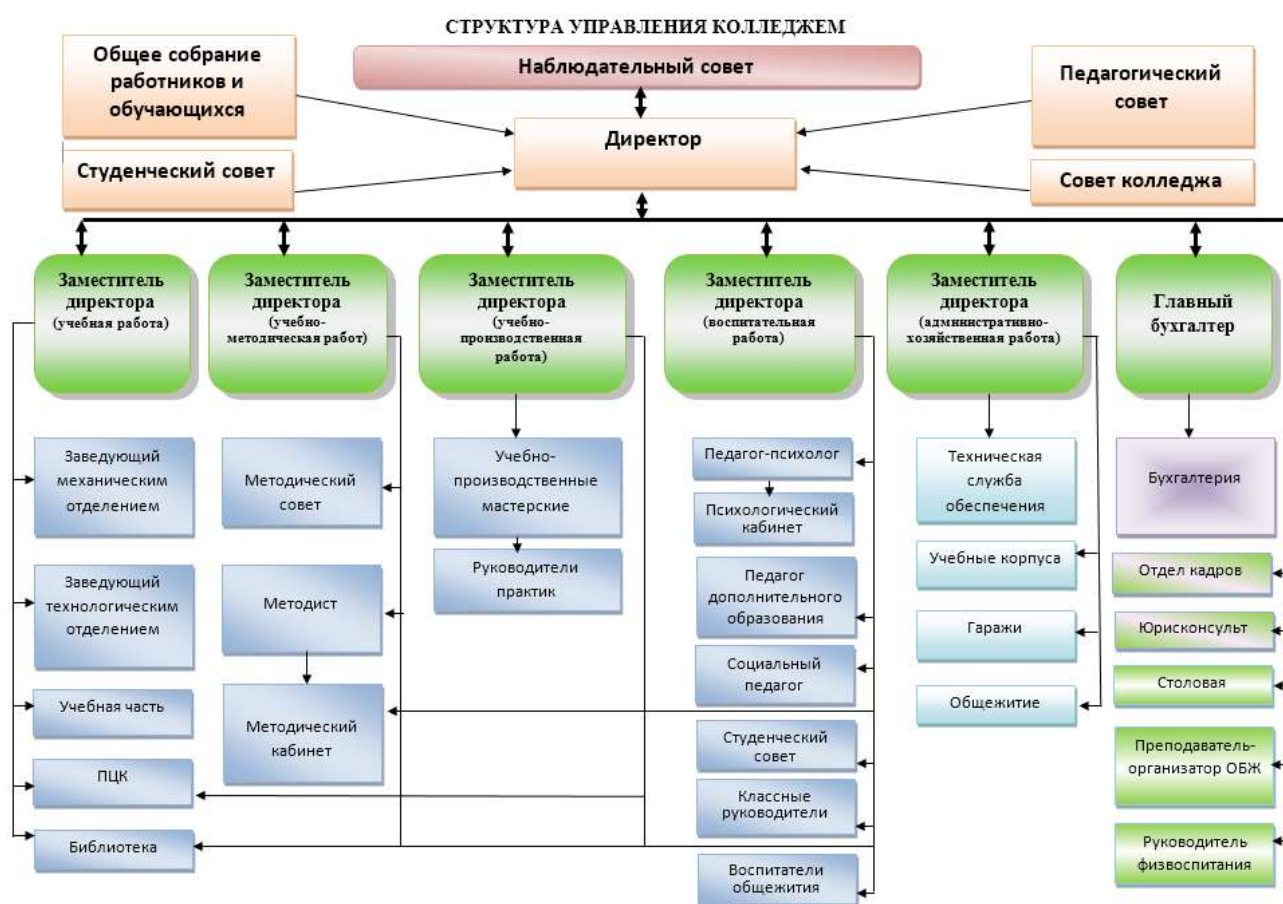 СТРУКТУРА УПРАВЛЕНИЯ КОЛЛЕДЖЕМ
Общее собрание
работников и
обучающихся
Наблюдательный совет
Педагогический
совет
Директор
Студенческий совет
Совет колледжа
Заместитель
директора
(учебная работа)
Заместитель
директора
(учебно-
методическая работ)
Заместитель
директора
(учебно-
производственная
работа)
Заместитель
директора
(воспитательная
работа)
Заместитель
директора
(административно-
хозяйственная работа)
Главный
бухгалтер
Заведующий
механическим
отделением
Заведующий
технологическим
отделением
Учебная часть
ПЦК
Библиотека
Методический
совет
Методист
Методический
кабинет
Учебно-
производственные
мастерские
Руководители
практик
Педагог-психолог
Психологический
кабинет
Педагог
дополнительного
образования
Социальный
педагог
Студенческий
совет
Классные
руководители
Воспитатели
общежития
Техническая
служба
обеспечения
Учебные корпуса
Гаражи
Общежитие
Бухгалтерия
Отдел кадров
Юрисконсульт
Столовая
Преподаватель-
организатор ОБЖ
Руководитель
физвоспитания